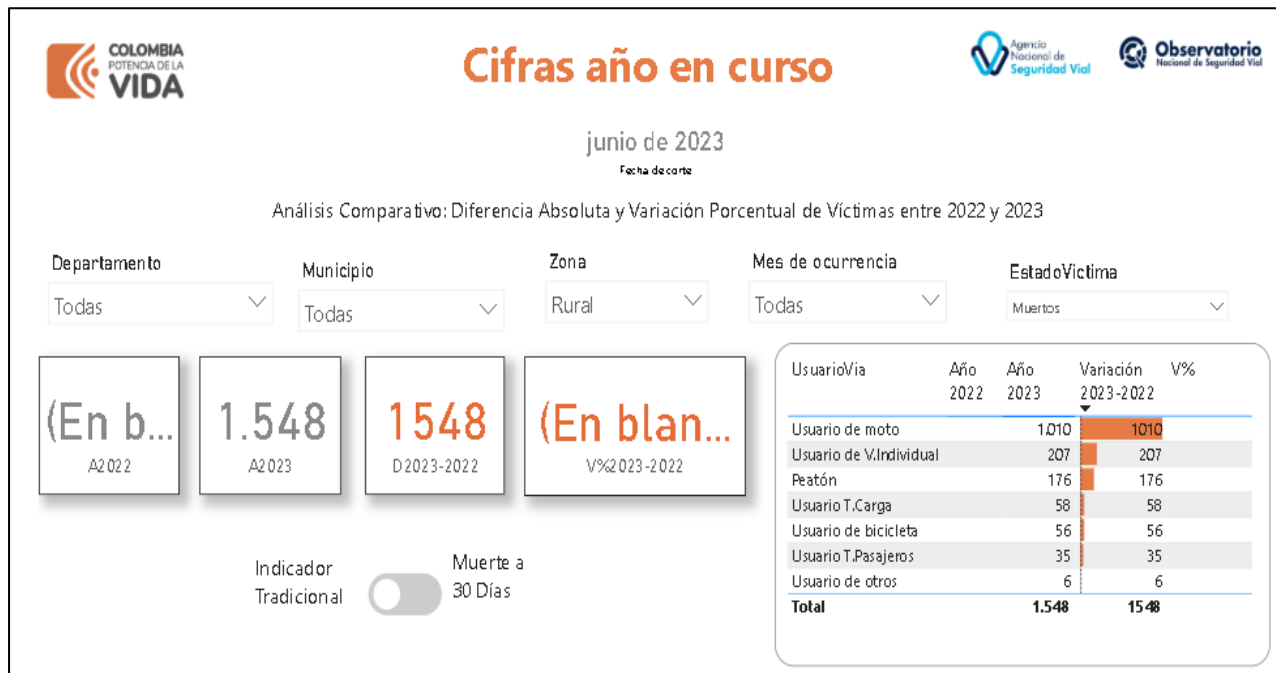 COLOMBIA
POTENCIA DE LA
VIDA
Cifras año en curso
Agencia
Nacional de
Seguridad Vial
Observatorio
Nacional de Seguridad Vial
junio de 2023
Fecha de corte
Análisis Comparativo: Diferencia Absoluta y Variación Porcentual de Víctimas entre 2022 y 2023
Departamento
Todas
Municipio
Todas
Zona
Rural
Mes de ocurrencia
Todas
EstadoVictima
Muertos
(En b...
A2022
1.548
A2023
1548
D2023-2022
(En blan...
V%2023-2022
UsuarioVia Año 2022 Año 2023 Variación 2023-2022 V%
Usuario de moto 1.010 1010
Usuario de V.Individual 207 207
Peatón 176 176
Usuario T.Carga 58 58
Usuario de bicicleta 56 56
Usuario T.Pasajeros 35 35
Usuario de otros 6 6
Total 1.548 1548
Indicador
Tradicional
Muerte a
30 Días